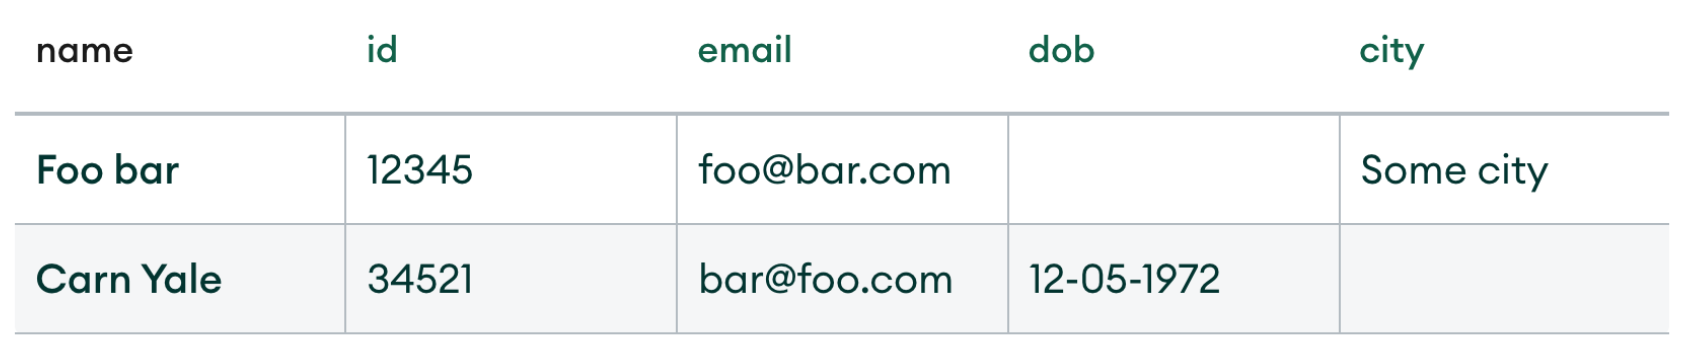 name id email dob city
Foo bar 12345 foo@bar.com Some city
Carn Yale 34521 bar@foo.com 12-05-1972